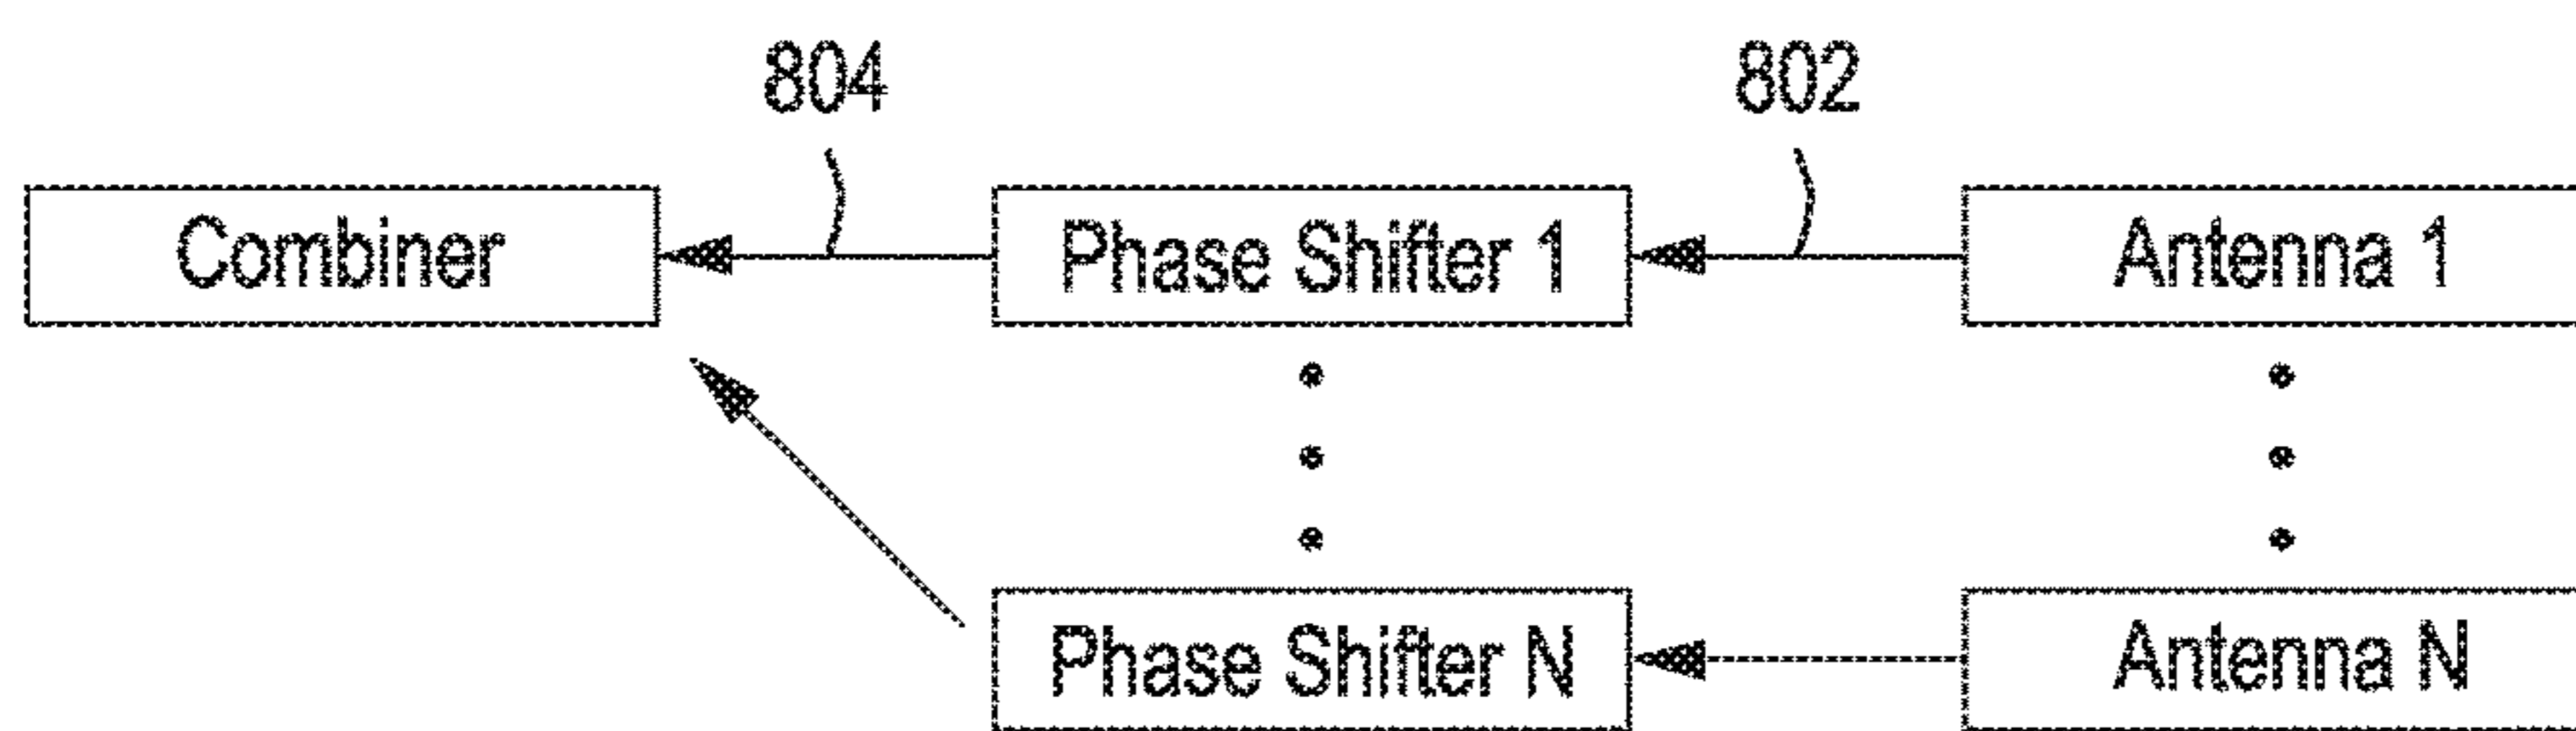 804 802
Combiner Phase Shifter 1 Antenna 1
Phase Shifter N Antenna N